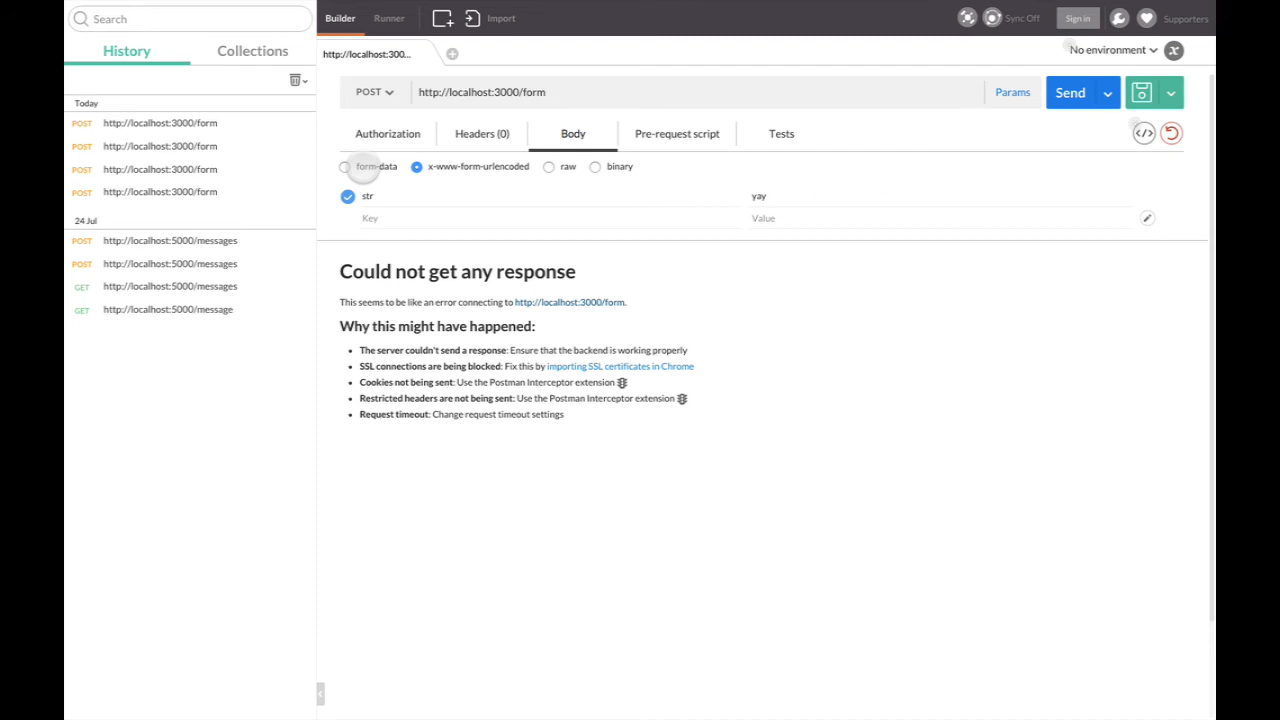 Search
Builder
Runner
Import
Sync Off
Sign in
Supporters
History
Collections
http://localhost:300...
No environment
x
Today
POST http://localhost:3000/form
POST http://localhost:3000/form
POST http://localhost:3000/form
POST http://localhost:3000/form
24 Jul
POST http://localhost:5000/messages
POST http://localhost:5000/messages
GET http://localhost:5000/messages
GET http://localhost:5000/message
POST
http://localhost:3000/form
Params
Send
Authorization
Headers (0)
Body
Pre-request script
Tests
</>
form-data
x-www-form-urlencoded
raw
binary
str
yay
Key
Value
Could not get any response
This seems to be like an error connecting to http://localhost:3000/form.
Why this might have happened:
• The server couldn't send a response: Ensure that the backend is working properly
• SSL connections are being blocked: Fix this by importing SSL certificates in Chrome
• Cookies not being sent: Use the Postman Interceptor extension
• Restricted headers are not being sent: Use the Postman Interceptor extension
• Request timeout: Change request timeout settings